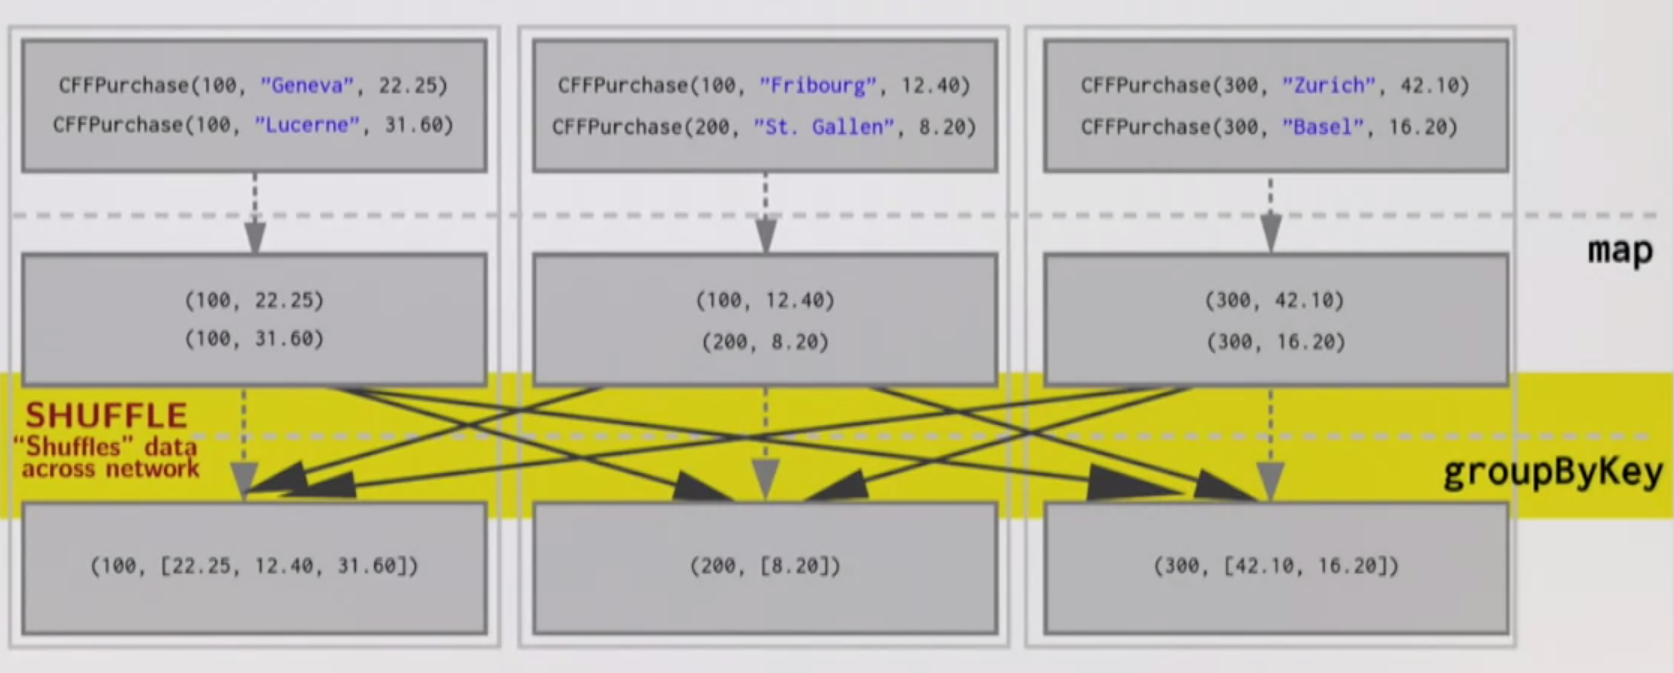 CFFPurchase(100, "Geneva", 22.25)
CFFPurchase(100, "Lucerne", 31.60)
CFFPurchase(100, "Fribourg", 12.40)
CFFPurchase(200, "St. Gallen", 8.20)
CFFPurchase(300, "Zurich", 42.10)
CFFPurchase(300, "Basel", 16.20)
map
(100, 22.25)
(100, 31.60)
(100, 12.40)
(200, 8.20)
(300, 42.10)
(300, 16.20)
SHUFFLE
“Shuffles” data
across network
groupByKey
(100, [22.25, 12.40, 31.60])
(200, [8.20])
(300, [42.10, 16.20])